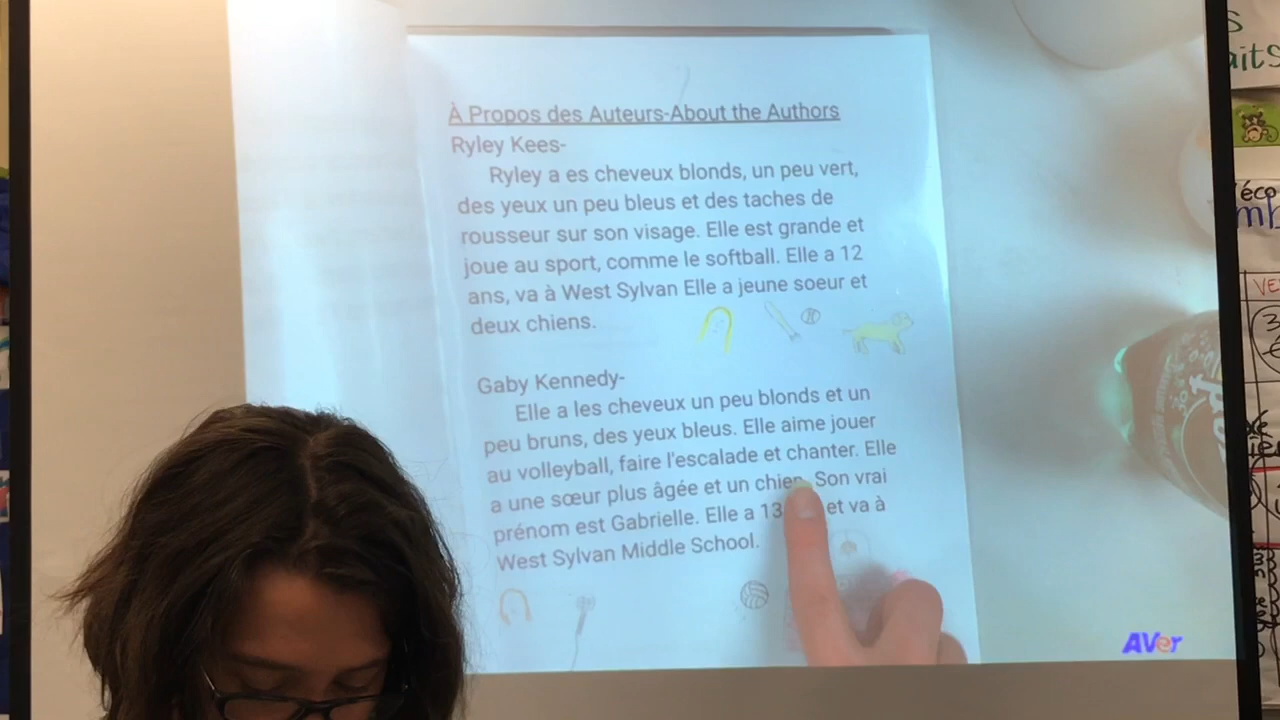 À Propos des Auteurs-About the Authors
Ryley Kees-
Ryley a es cheveux blonds, un peu vert,
des yeux un peu bleus et des taches de
rousseur sur son visage. Elle est grande et
joue au sport, comme le softball. Elle a 12
ans, va à West Sylvan Elle a jeune soeur et
deux chiens.
Gaby Kennedy-
Elle a les cheveux un peu blonds et un
peu bruns, des yeux bleus. Elle aime jouer
au volleyball, faire l'escalade et chanter. Elle
a une sœur plus âgée et un chien. Son vrai
prénom est Gabrielle. Elle a 13 et va à
West Sylvan Middle School.
AVer